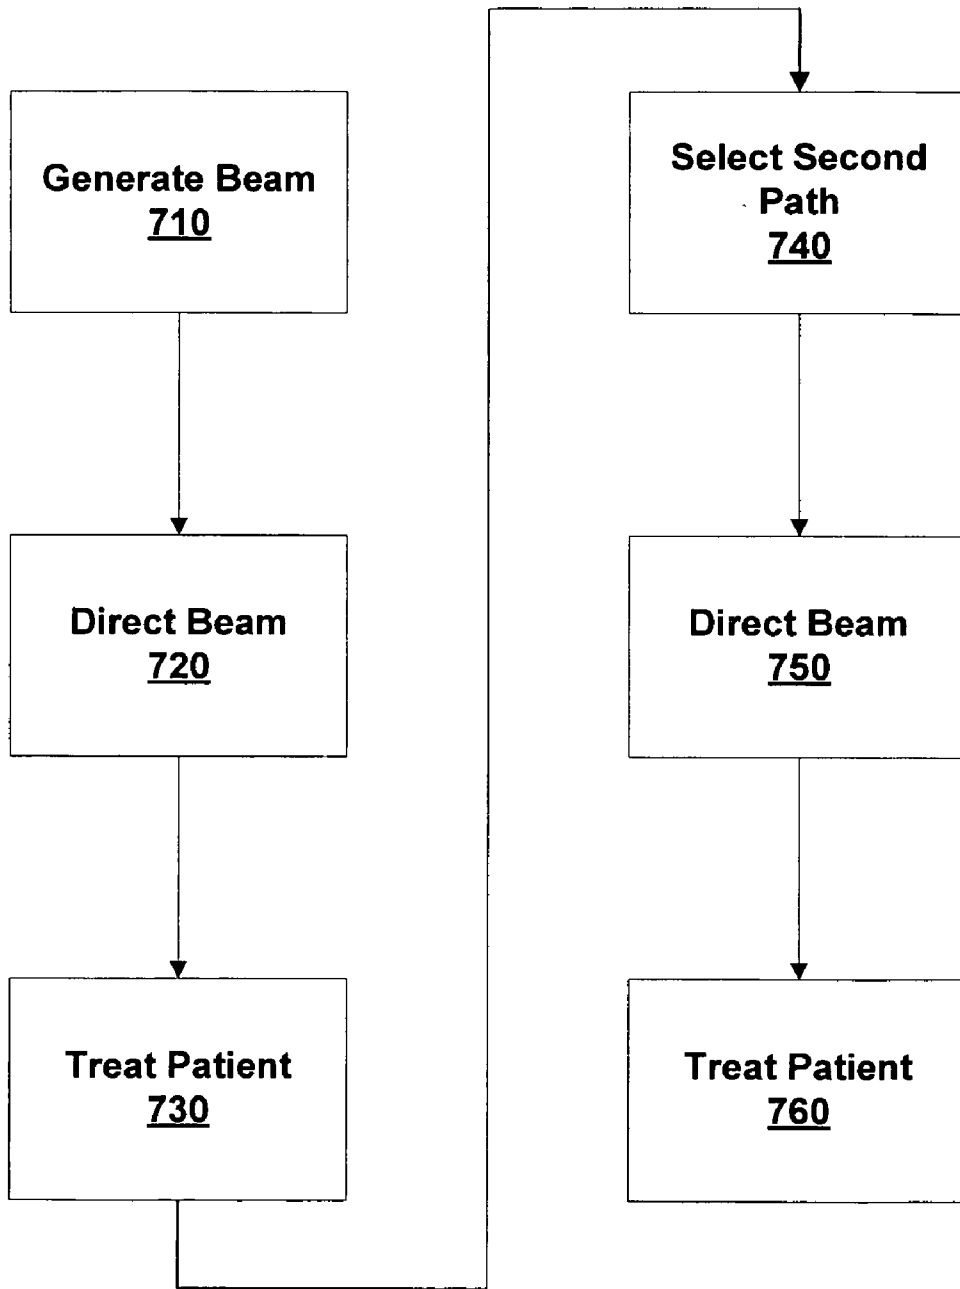 Generate Beam
710
Direct Beam
720
Treat Patient
730
Select Second
Path
740
Direct Beam
750
Treat Patient
760